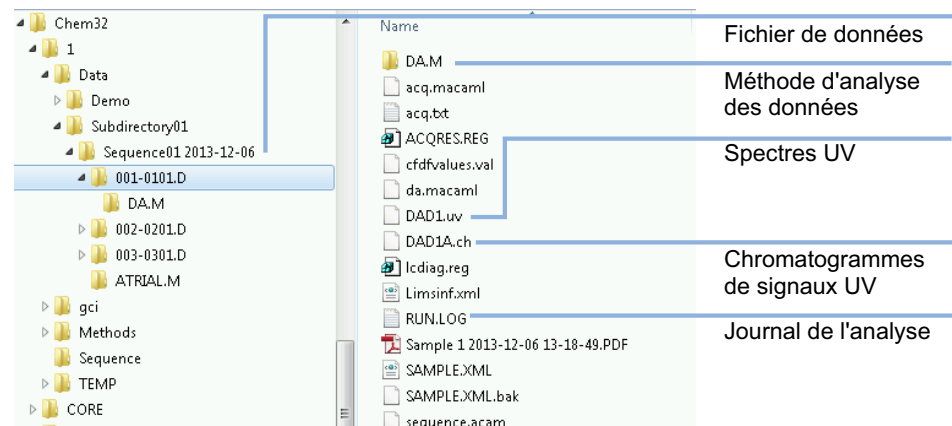 Chem32
1
Data
Demo
Subdirectory01
Sequence01 2013-12-06
001-0101.D
DA.M
002-0201.D
003-0301.D
ATRIAL.M
gci
Methods
Sequence
TEMP
CORE
Name
DA.M
acq.macaml
acq.txt
ACQRES.REG
cfdfvalues.val
da.macaml
DAD1.uv
DAD1A.ch
lcdiag.reg
Limsinf.xml
RUN.LOG
Sample 1 2013-12-06 13-18-49.PDF
SAMPLE.XML
SAMPLE.XML.bak
sequence.acam
Fichier de données
Méthode d'analyse
des données
Spectres UV
Chromatogrammes
de signaux UV
Journal de l'analyse